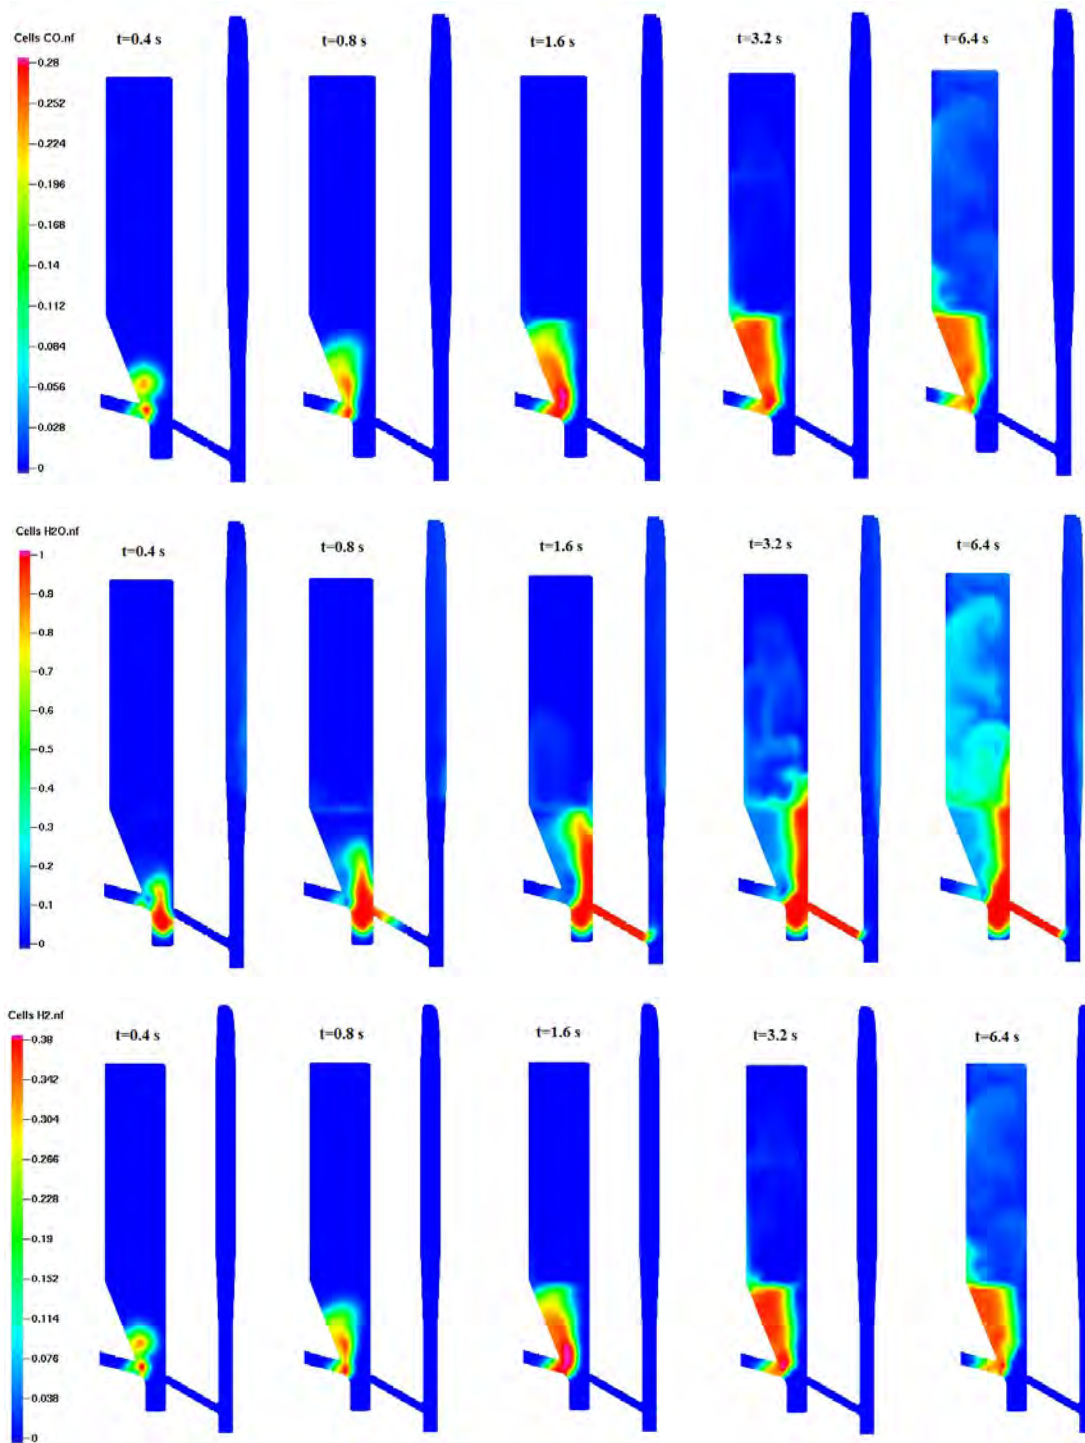 Cells CO.nf
t=0.4 s
t=0.8 s
t=1.6 s
t=3.2 s
t=6.4 s
0.28
0.252
0.224
0.196
0.168
0.14
0.112
0.084
0.056
0.028
0
Cells H2O.nf
t=0.4 s
t=0.8 s
t=1.6 s
t=3.2 s
t=6.4 s
1
0.9
0.8
0.7
0.6
0.5
0.4
0.3
0.2
0.1
0
Cells H2.nf
t=0.4 s
t=0.8 s
t=1.6 s
t=3.2 s
t=6.4 s
0.38
0.342
0.304
0.266
0.228
0.19
0.152
0.114
0.076
0.038
0